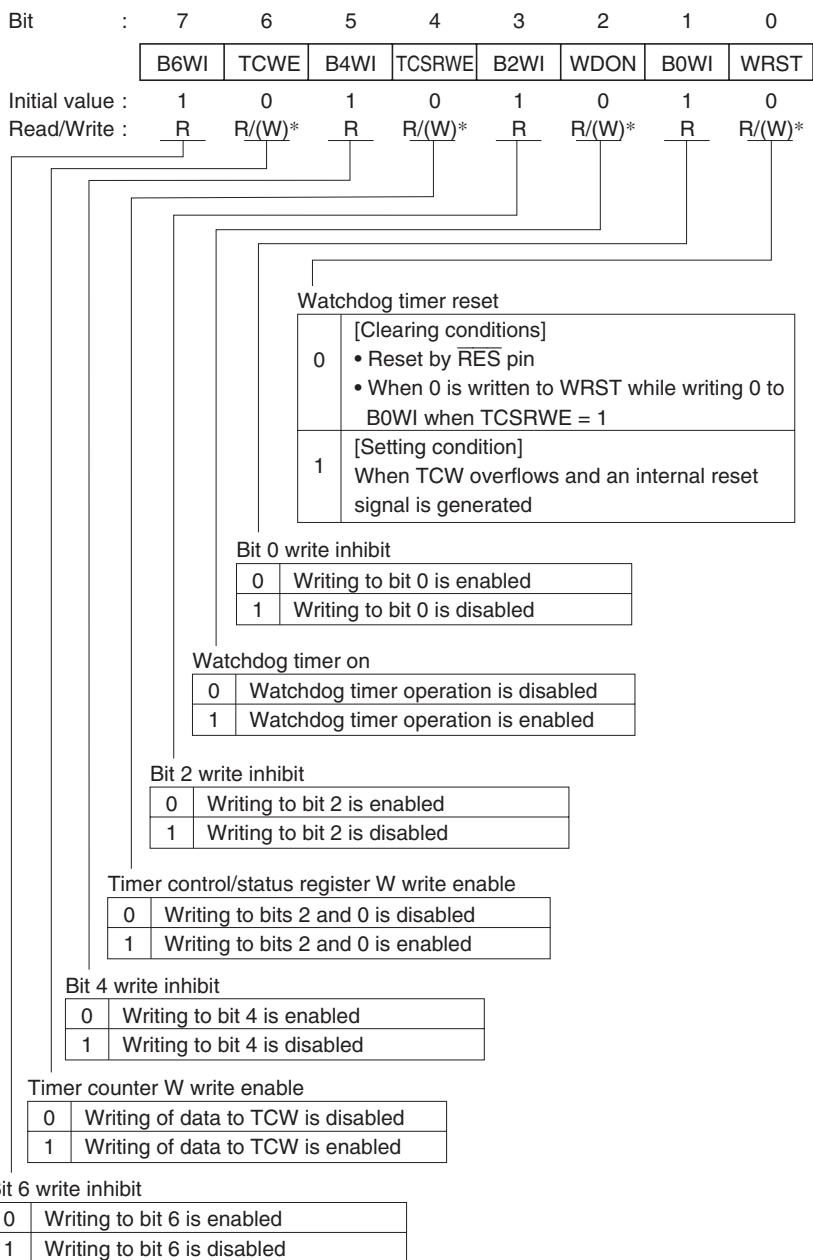 Bit : 7 6 5 4 3 2 1 0
B6WI TCWE B4WI TCSRWE B2WI WDON B0WI WRST
Initial value : 1 0 1 0 1 0 1 0
Read/Write : R R/(W)* R R/(W)* R R/(W)* R R/(W)*
Watchdog timer reset
0 [Clearing conditions]
• Reset by R̅E̅S̅ pin
• When 0 is written to WRST while writing 0 to
B0WI when TCSRWE = 1
1 [Setting condition]
When TCW overflows and an internal reset
signal is generated
Bit 0 write inhibit
0 Writing to bit 0 is enabled
1 Writing to bit 0 is disabled
Watchdog timer on
0 Watchdog timer operation is disabled
1 Watchdog timer operation is enabled
Bit 2 write inhibit
0 Writing to bit 2 is enabled
1 Writing to bit 2 is disabled
Timer control/status register W write enable
0 Writing to bits 2 and 0 is disabled
1 Writing to bits 2 and 0 is enabled
Bit 4 write inhibit
0 Writing to bit 4 is enabled
1 Writing to bit 4 is disabled
Timer counter W write enable
0 Writing of data to TCW is disabled
1 Writing of data to TCW is enabled
it 6 write inhibit
0 Writing to bit 6 is enabled
1 Writing to bit 6 is disabled